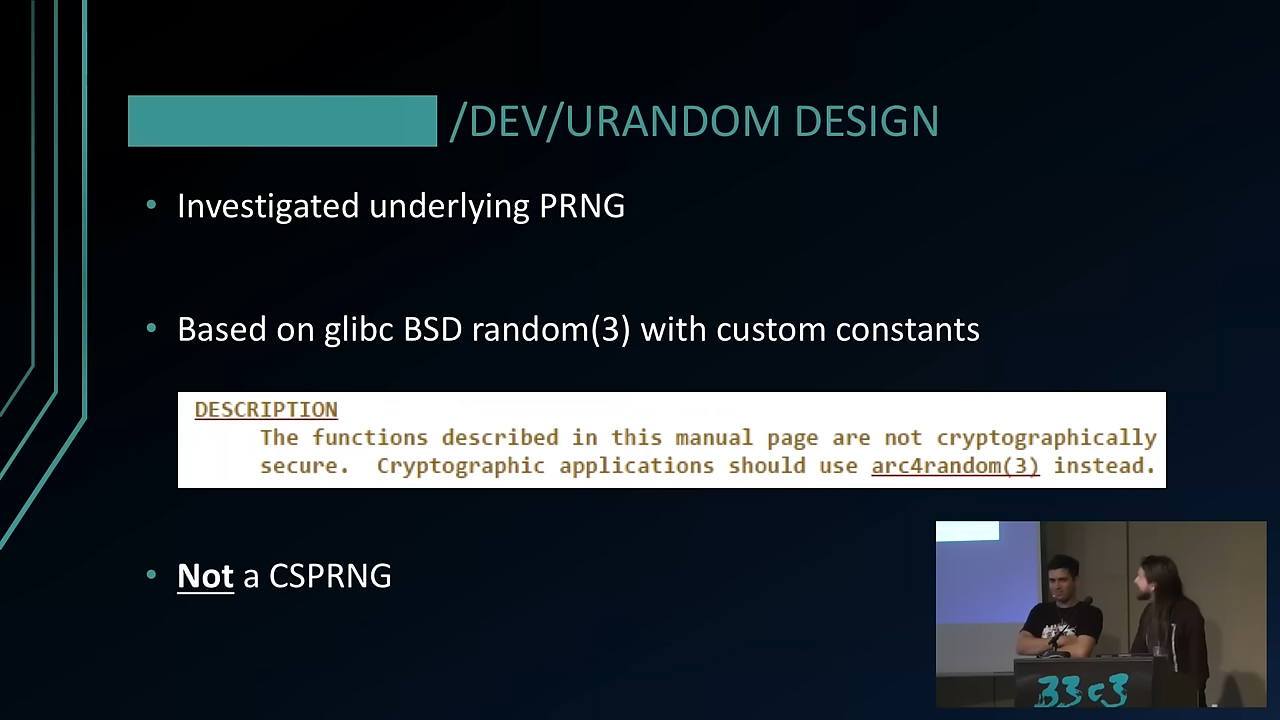 /DEV/URANDOM DESIGN
• Investigated underlying PRNG
• Based on glibc BSD random(3) with custom constants
DESCRIPTION
The functions described in this manual page are not cryptographically
secure. Cryptographic applications should use arc4random(3) instead.
• Not a CSPRNG
33c3